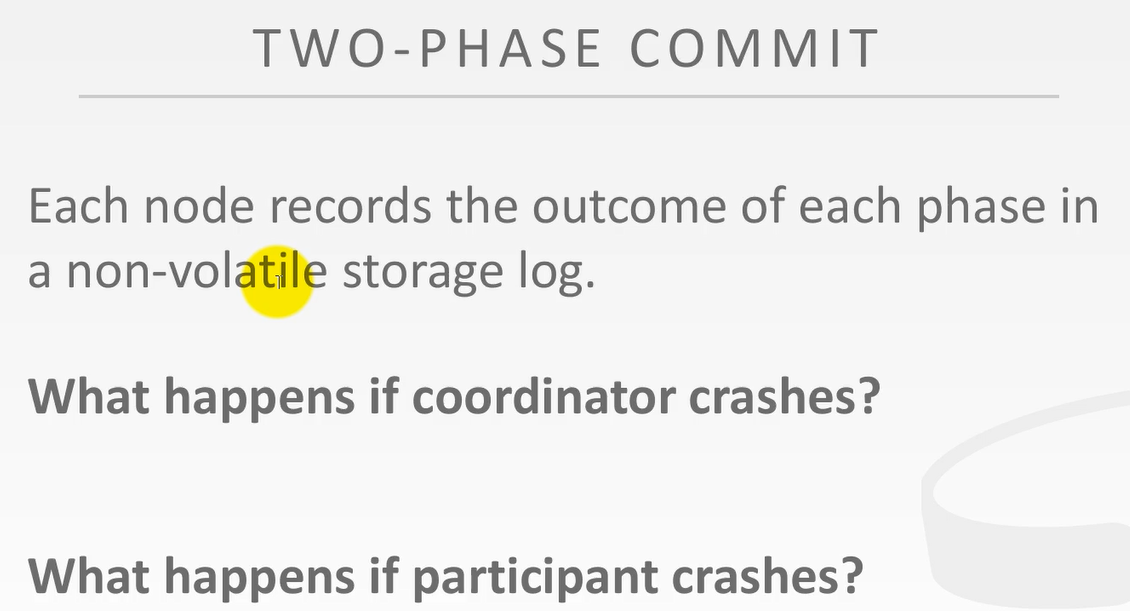 TWO-PHASE COMMIT
Each node records the outcome of each phase in
a non-volatile storage log.
What happens if coordinator crashes?
What happens if participant crashes?